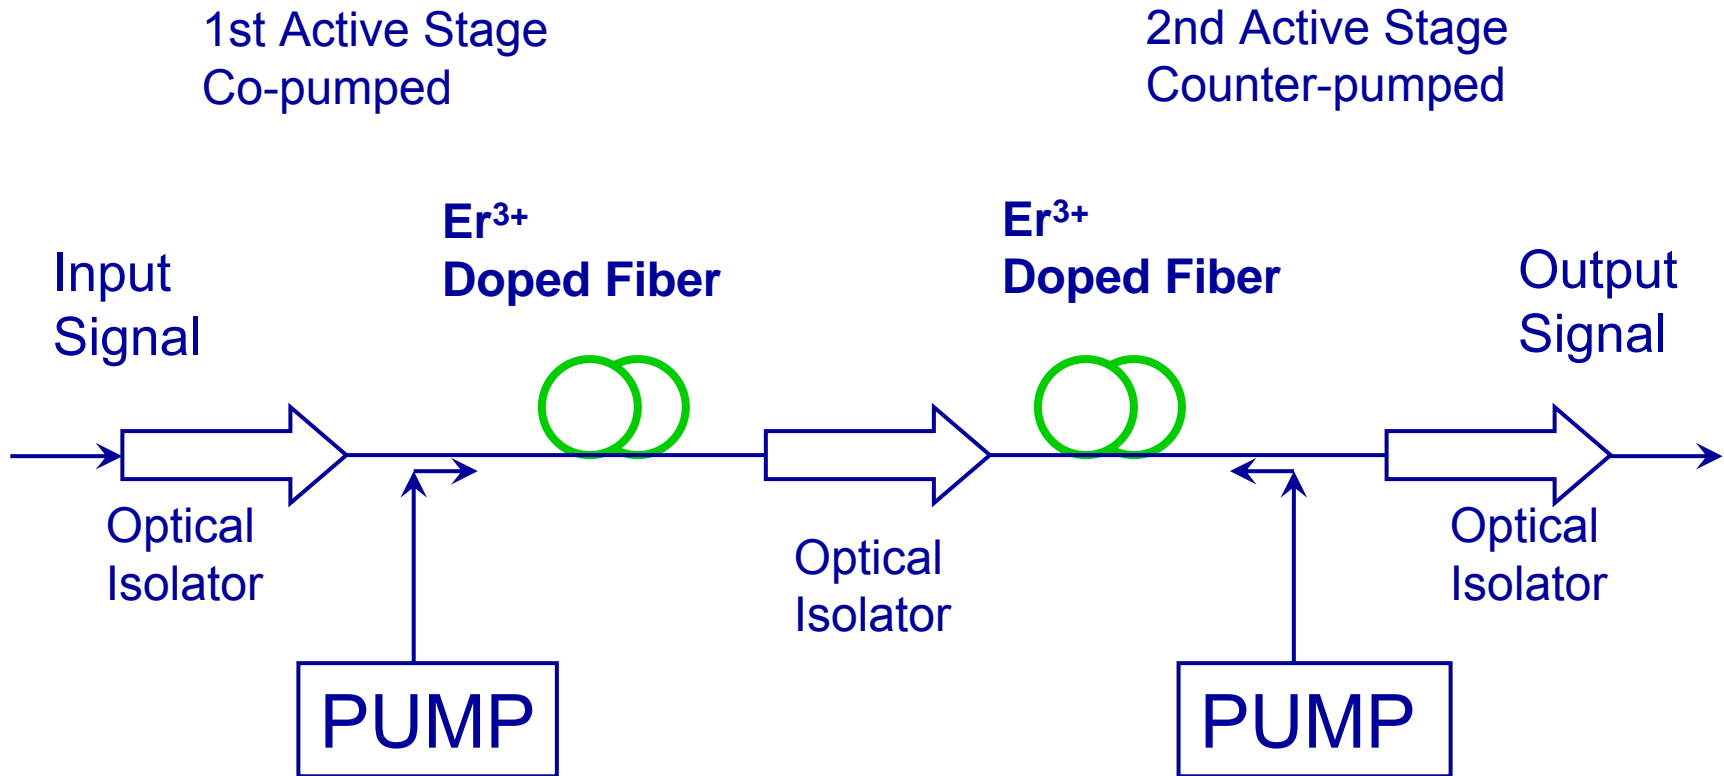 1st Active Stage
Co-pumped
2nd Active Stage
Counter-pumped
Er³⁺
Doped Fiber
Er³⁺
Doped Fiber
Input
Signal
Output
Signal
Optical
Isolator
Optical
Isolator
Optical
Isolator
PUMP
PUMP